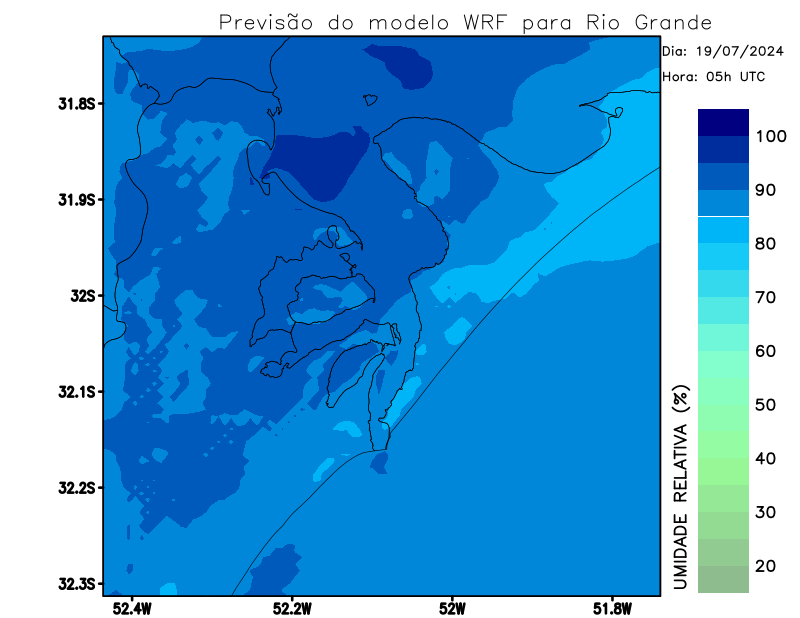 Previsão do modelo WRF para Rio Grande
Dia: 19/07/2024
Hora: 05h UTC
31.8S
31.9S
32S
32.1S
32.2S
32.3S
52.4W
52.2W
52W
51.8W
UMIDADE RELATIVA (%)
100
90
80
70
60
50
40
30
20